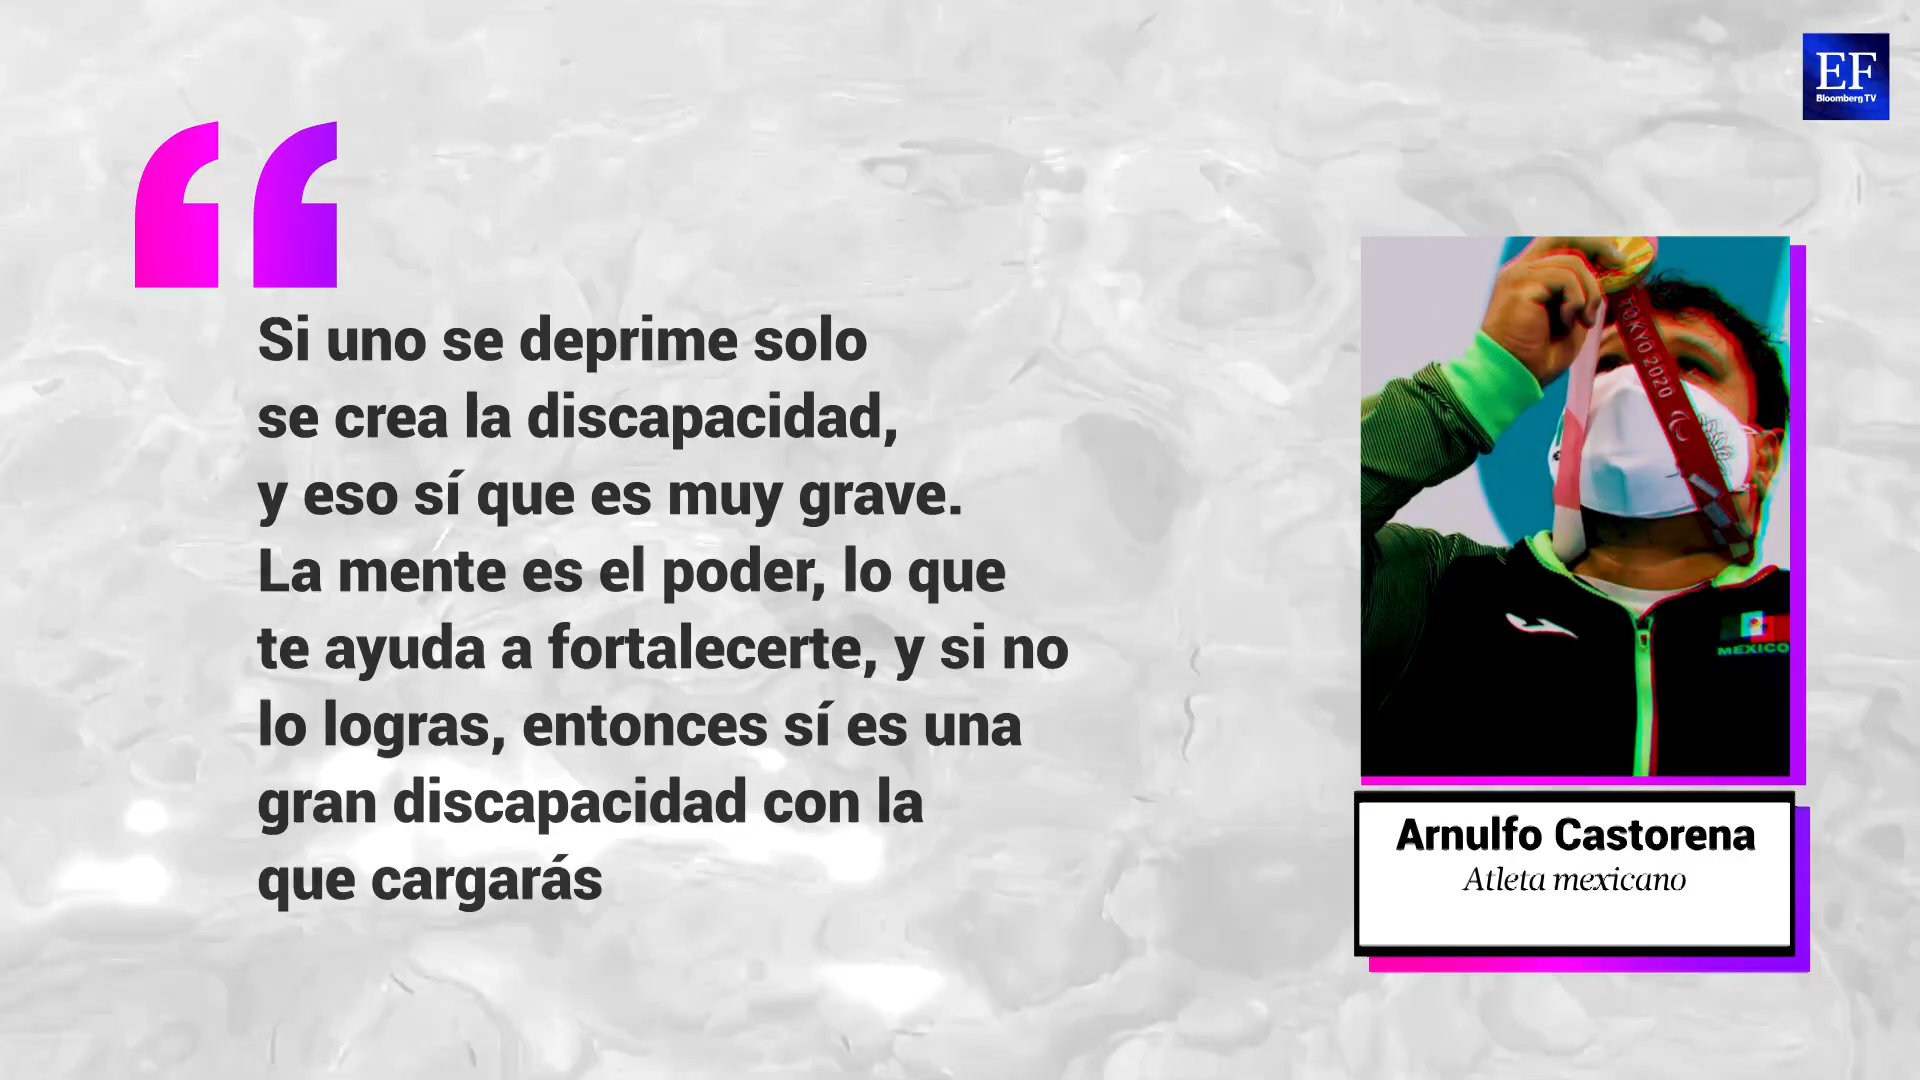 EF
Bloomberg TV
Si uno se deprime solo
se crea la discapacidad,
y eso sí que es muy grave.
La mente es el poder, lo que
te ayuda a fortalecerte, y si no
lo logras, entonces sí es una
gran discapacidad con la
que cargarás
TOKYO 2020
MEXICO
Arnulfo Castorena
Atleta mexicano